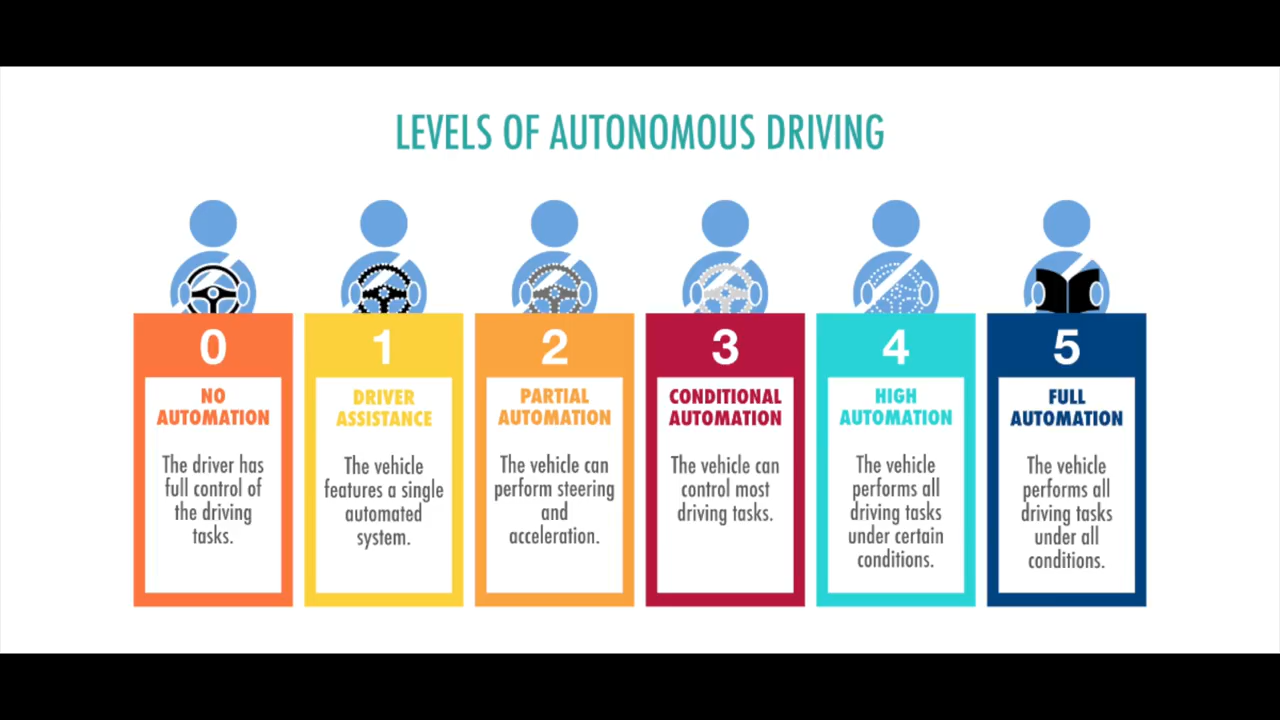 LEVELS OF AUTONOMOUS DRIVING
0
NO
AUTOMATION
The driver has
full control of
the driving
tasks.
1
DRIVER
ASSISTANCE
The vehicle
features a single
automated
system.
2
PARTIAL
AUTOMATION
The vehicle can
perform steering
and
acceleration.
3
CONDITIONAL
AUTOMATION
The vehicle can
control most
driving tasks.
4
HIGH
AUTOMATION
The vehicle
performs all
driving tasks
under certain
conditions.
5
FULL
AUTOMATION
The vehicle
performs all
driving tasks
under all
conditions.